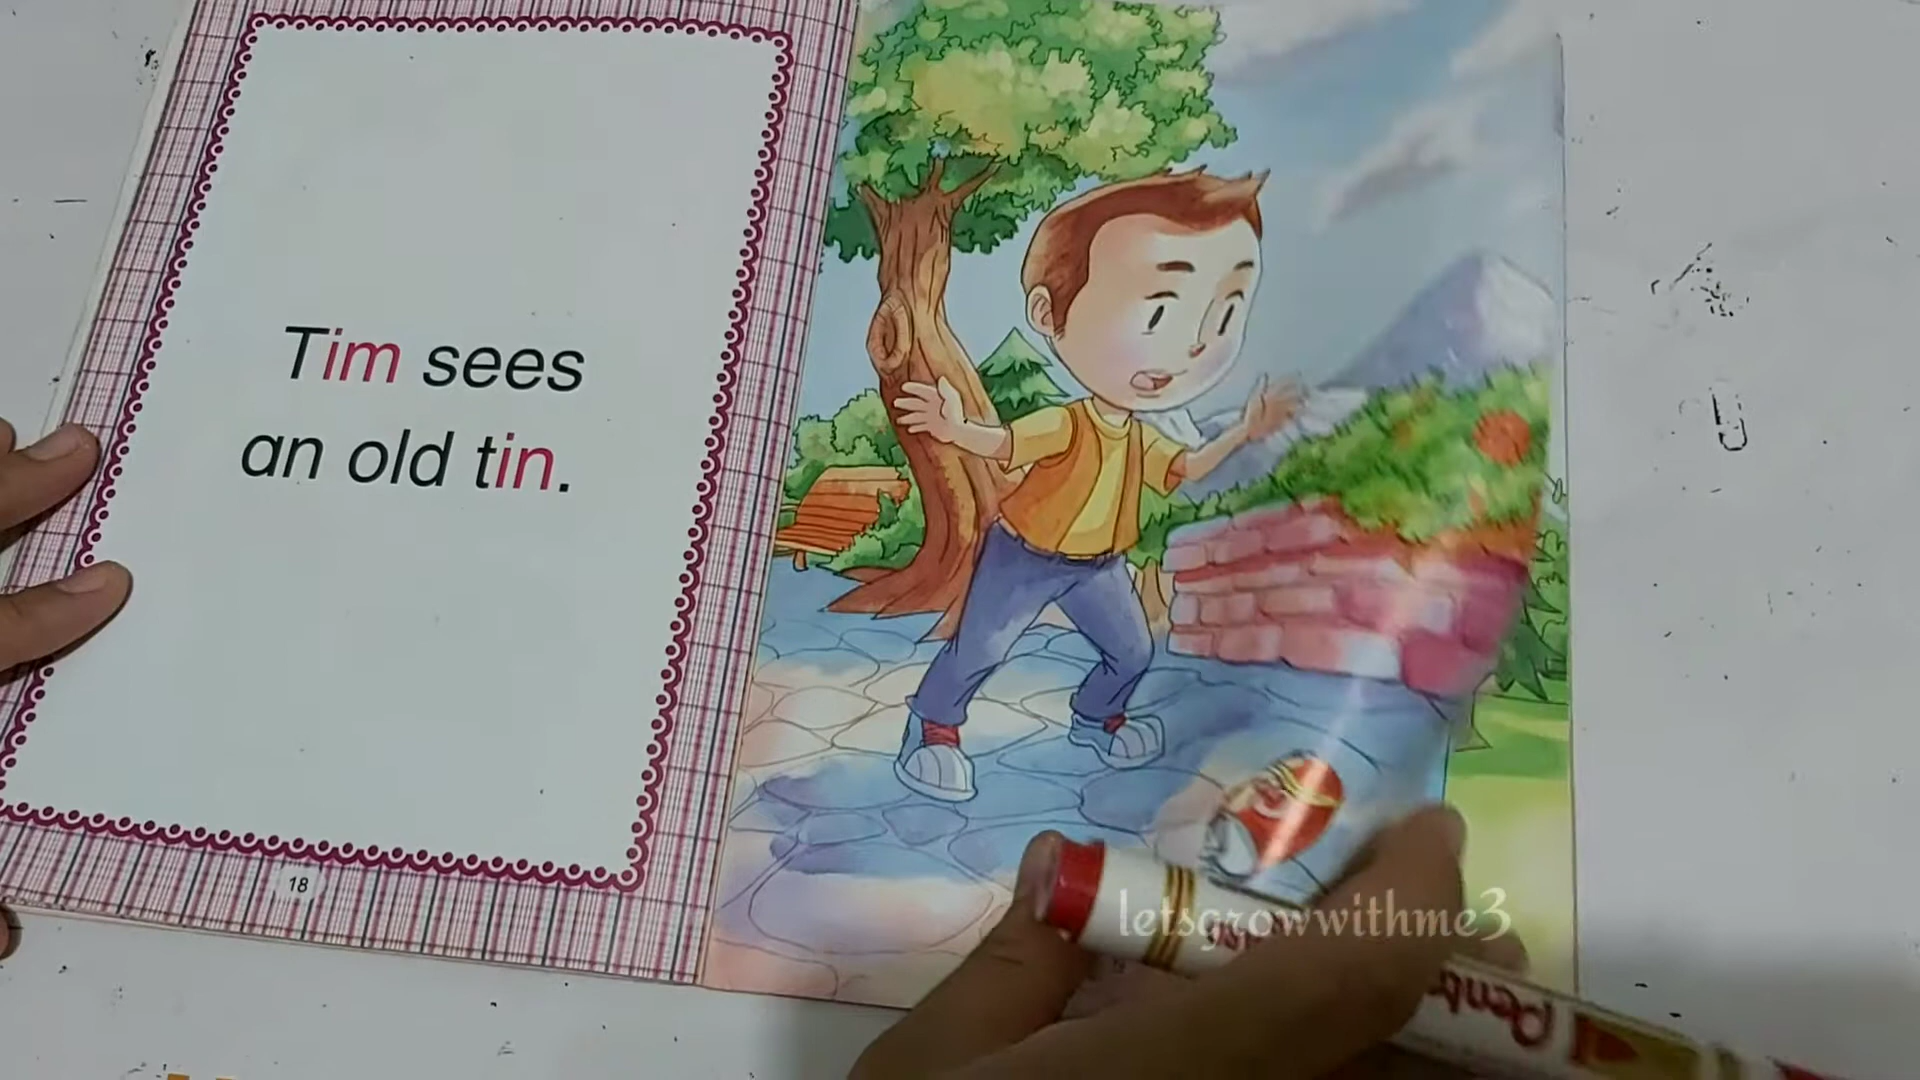 Tim sees
an old tin.
18
letsgrowwithme3